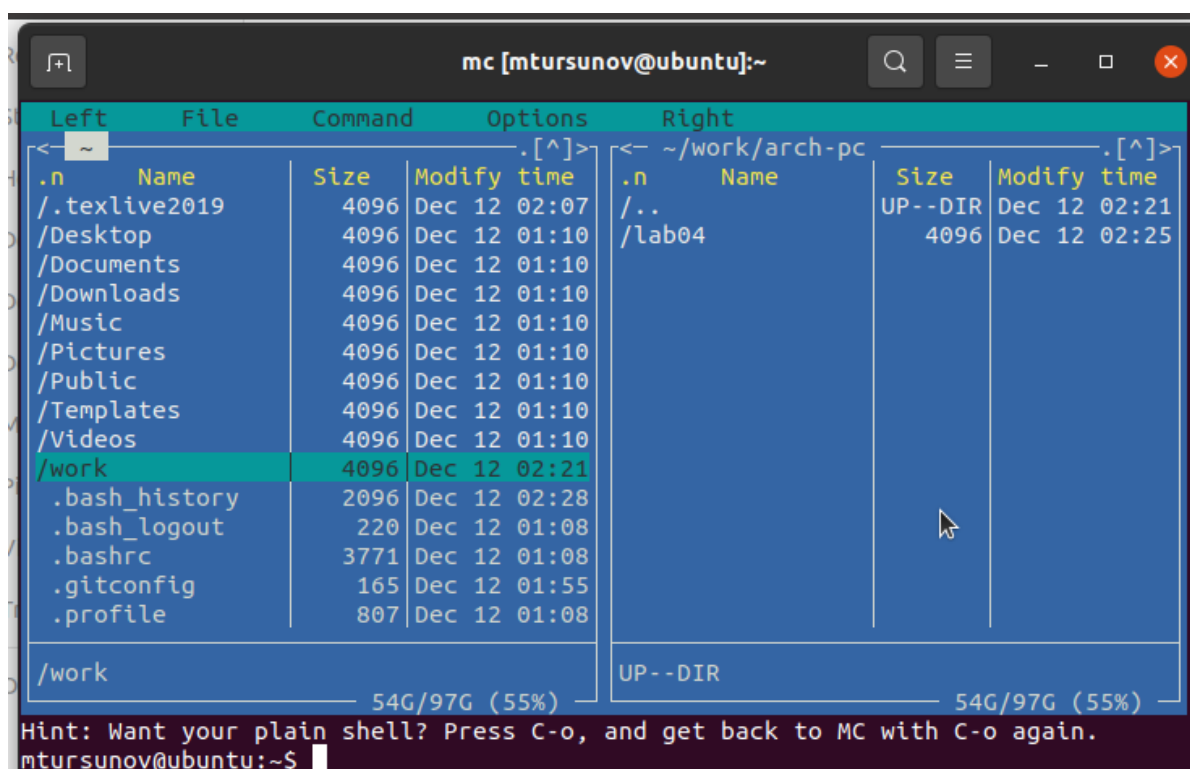 mc [mtursunov@ubuntu]:~
Left File Command Options Right
<- ~ .[^]> <- ~/work/arch-pc .[^]>
.n Name Size Modify time .n Name Size Modify time
/.texlive2019 4096 Dec 12 02:07 /.. UP--DIR Dec 12 02:21
/Desktop 4096 Dec 12 01:10 /lab04 4096 Dec 12 02:25
/Documents 4096 Dec 12 01:10
/Downloads 4096 Dec 12 01:10
/Music 4096 Dec 12 01:10
/Pictures 4096 Dec 12 01:10
/Public 4096 Dec 12 01:10
/Templates 4096 Dec 12 01:10
/Videos 4096 Dec 12 01:10
/work 4096 Dec 12 02:21
.bash_history 2096 Dec 12 02:28
.bash_logout 220 Dec 12 01:08
.bashrc 3771 Dec 12 01:08
.gitconfig 165 Dec 12 01:55
.profile 807 Dec 12 01:08
/work UP--DIR
54G/97G (55%) 54G/97G (55%)
Hint: Want your plain shell? Press C-o, and get back to MC with C-o again.
mtursunov@ubuntu:~$